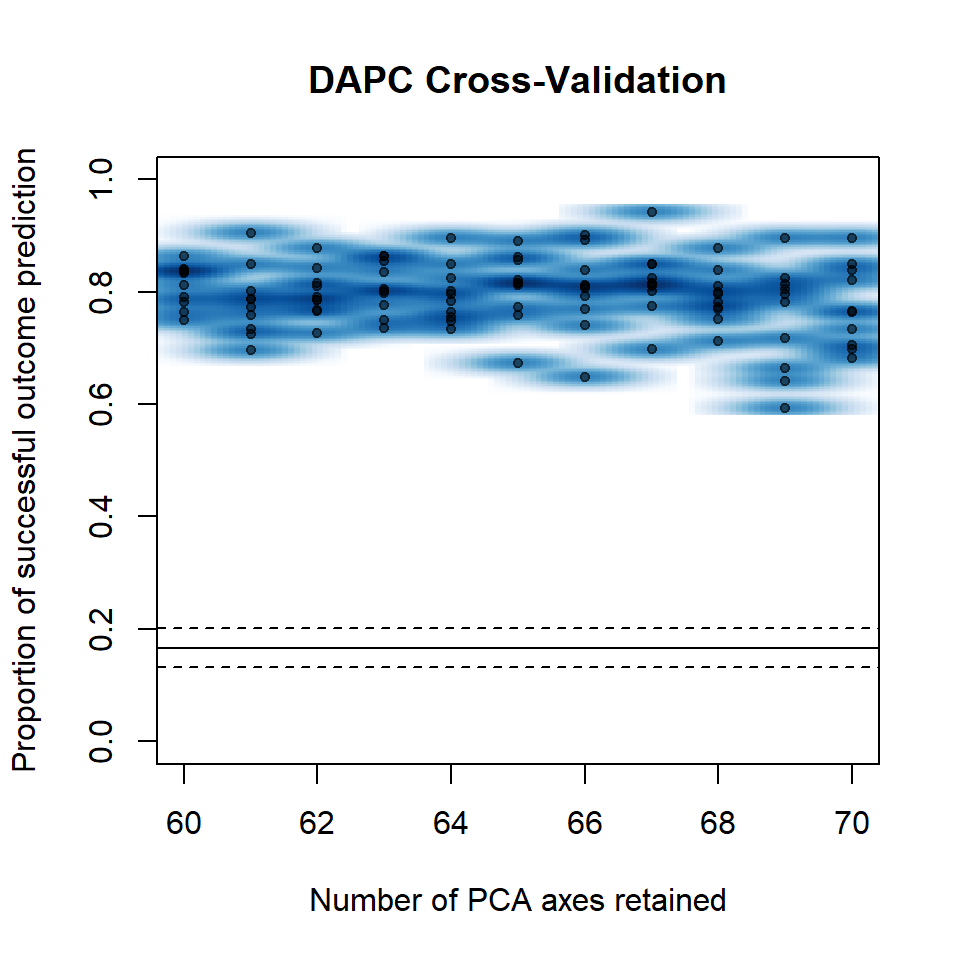 DAPC Cross-Validation
Proportion of successful outcome prediction
1.0
0.8
0.6
0.4
0.2
0.0
60 62 64 66 68 70
Number of PCA axes retained